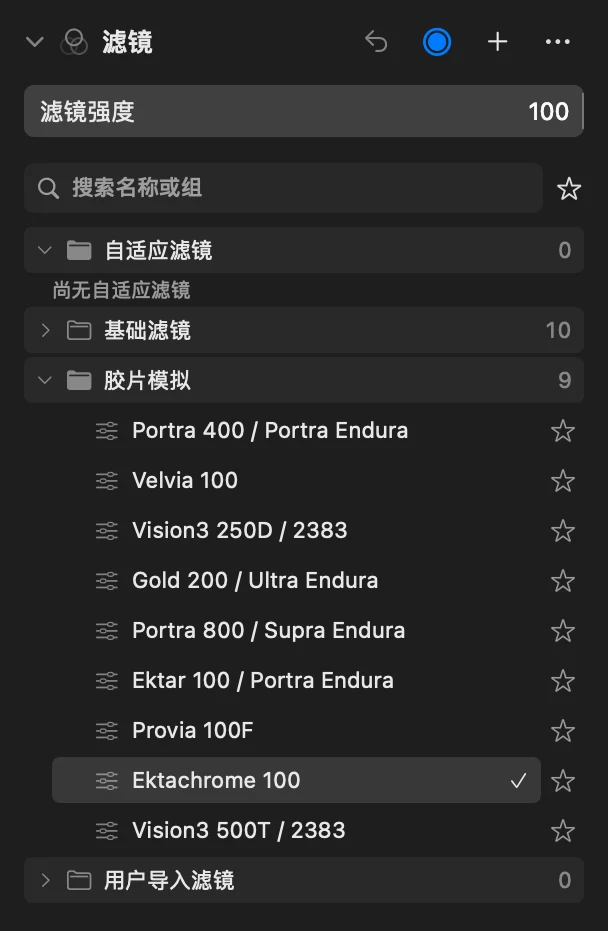 滤镜
滤镜强度 100
搜索名称或组
自适应滤镜 0
尚无自适应滤镜
基础滤镜 10
胶片模拟 9
Portra 400 / Portra Endura
Velvia 100
Vision3 250D / 2383
Gold 200 / Ultra Endura
Portra 800 / Supra Endura
Ektar 100 / Portra Endura
Provia 100F
Ektachrome 100
Vision3 500T / 2383
用户导入滤镜 0